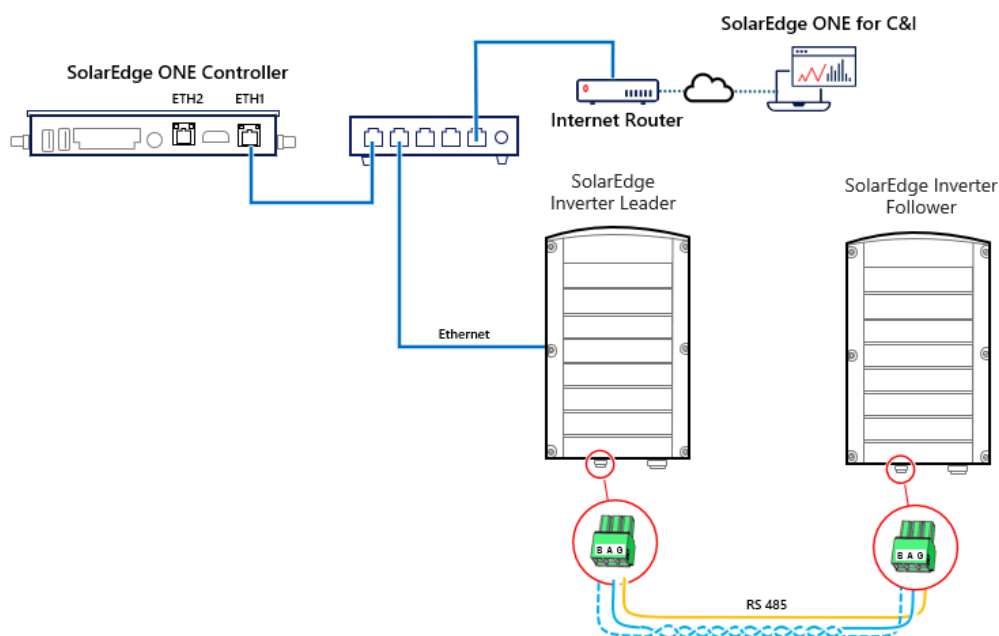 SolarEdge ONE for C&I
SolarEdge ONE Controller
ETH2
ETH1
Internet Router
SolarEdge
Inverter Leader
SolarEdge Inverter
Follower
Ethernet
B A G
B A G
RS 485